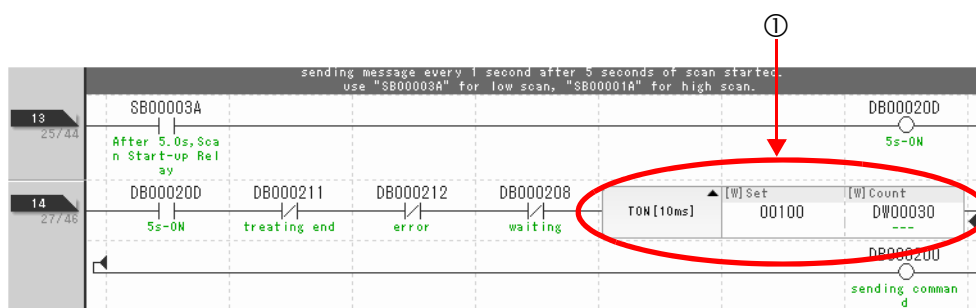 ①
sending message every 1 second after 5 seconds of scan started.
use "SB00003A" for low scan, "SB00001A" for high scan.
13
25/44
SB00003A
After 5.0s,Sca
n Start-up Rel
ay
DB00020D
5s-ON
14
27/46
DB00020D
5s-ON
DB000211
treating end
DB000212
error
DB000208
waiting
TON[10ms]
[W]Set
00100
[W]Count
DW00030
---
DB000200
sending comman
d